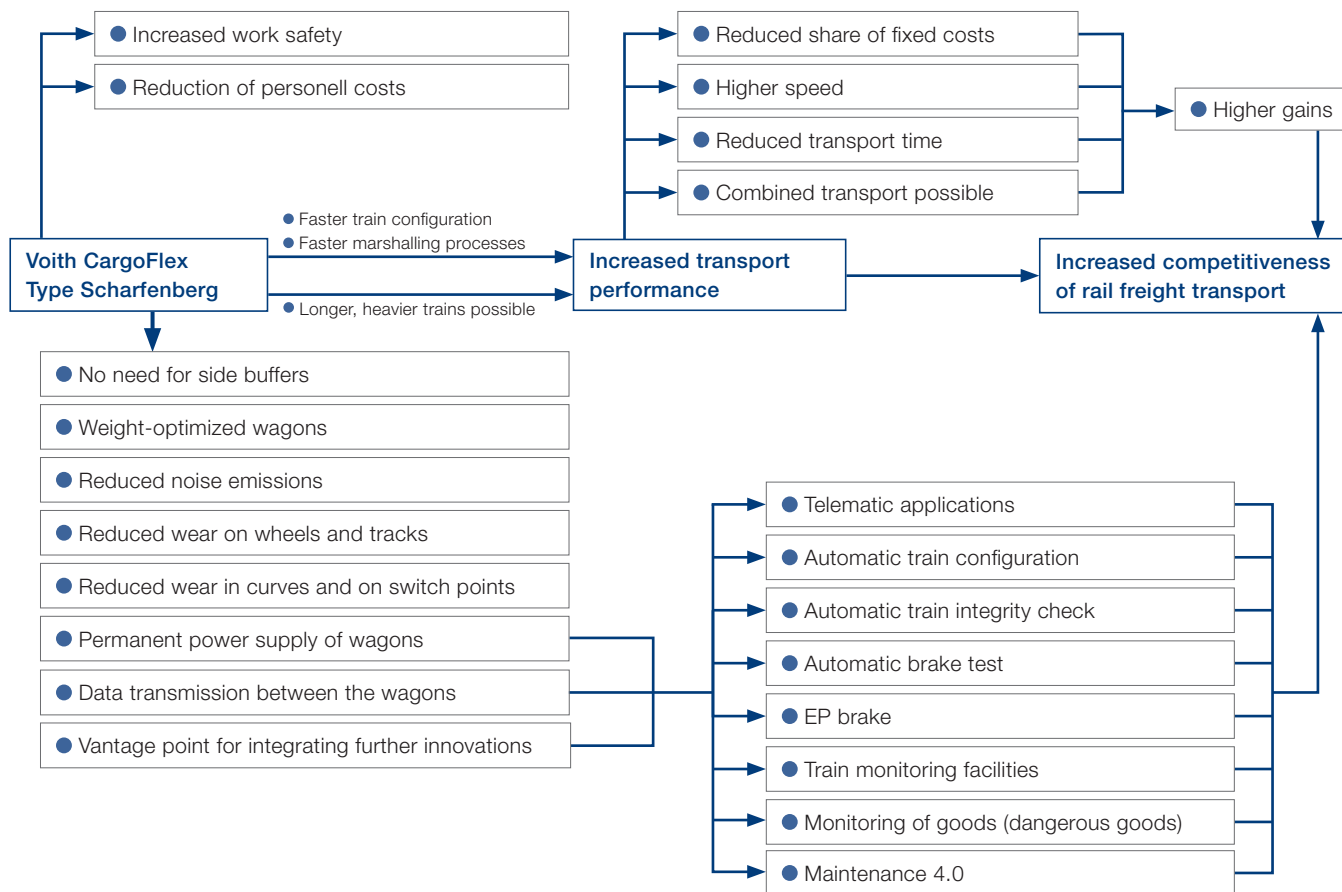 Increased work safety
Reduction of personell costs
Reduced share of fixed costs
Higher speed
Reduced transport time
Combined transport possible
Higher gains
Voith CargoFlex
Type Scharfenberg
Faster train configuration
Faster marshalling processes
Longer, heavier trains possible
Increased transport
performance
Increased competitiveness
of rail freight transport
No need for side buffers
Weight-optimized wagons
Reduced noise emissions
Reduced wear on wheels and tracks
Reduced wear in curves and on switch points
Permanent power supply of wagons
Data transmission between the wagons
Vantage point for integrating further innovations
Telematic applications
Automatic train configuration
Automatic train integrity check
Automatic brake test
EP brake
Train monitoring facilities
Monitoring of goods (dangerous goods)
Maintenance 4.0